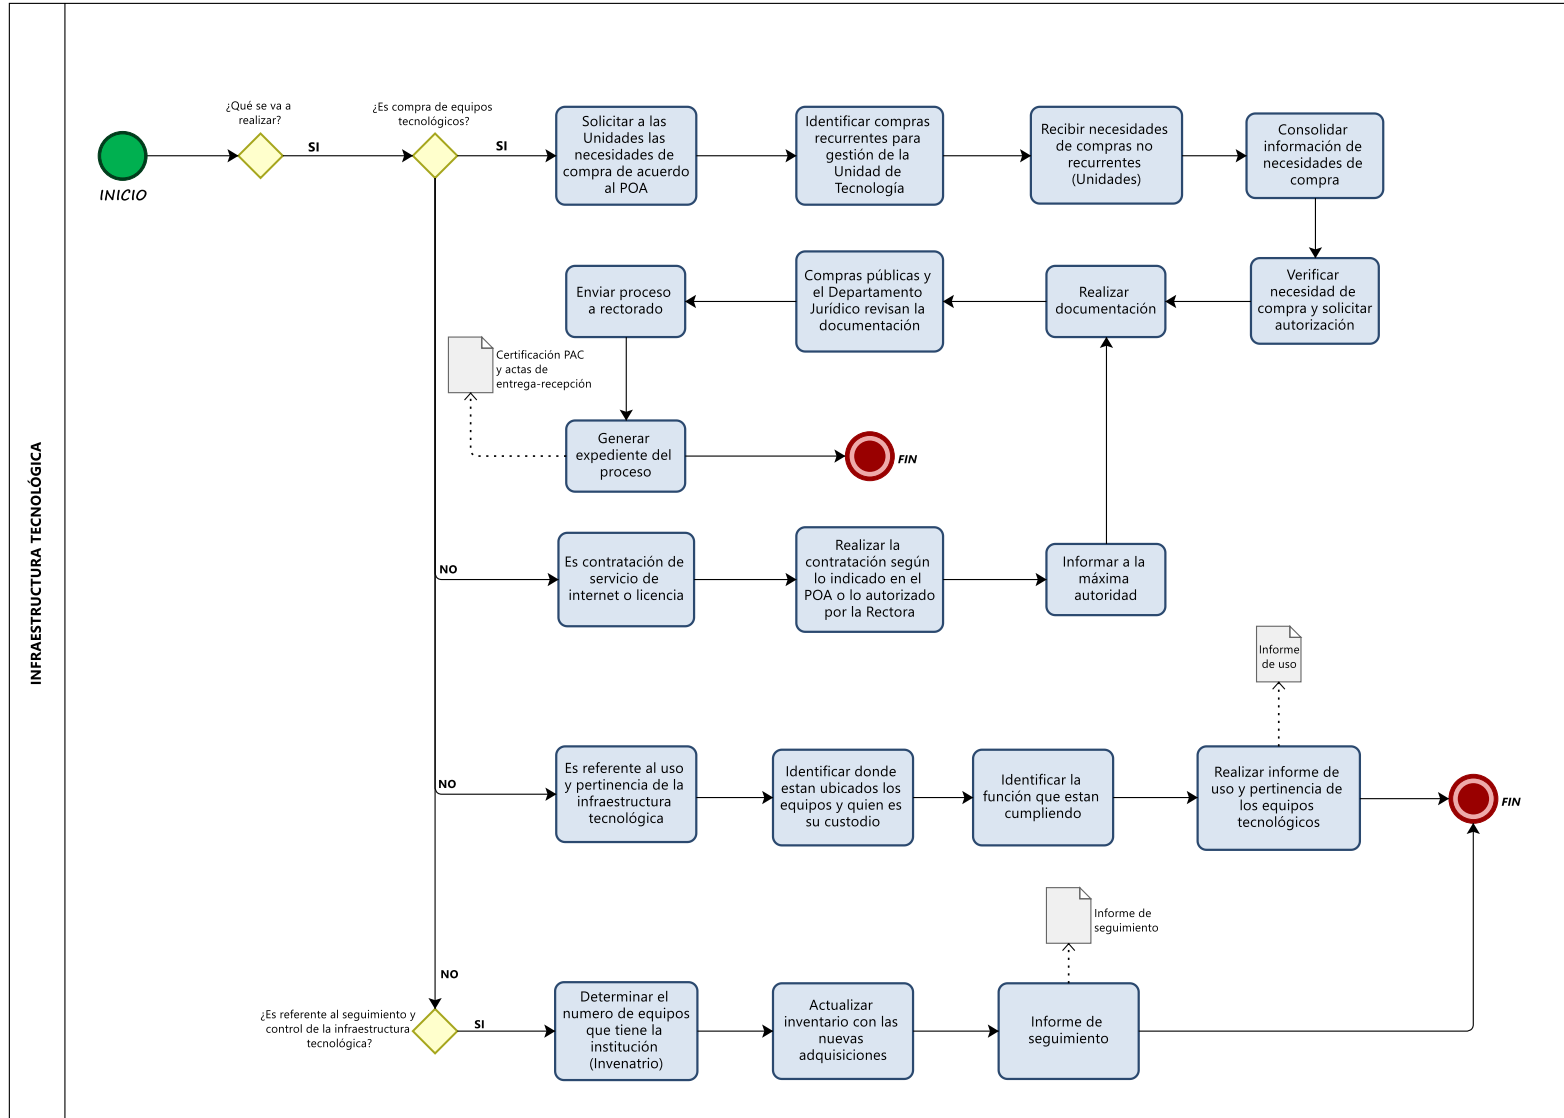 INFRAESTRUCTURA TECNOLÓGICA
INICIO
¿Qué se va a
realizar?
SI
¿Es compra de equipos
tecnológicos?
SI
Solicitar a las
Unidades las
necesidades de
compra de acuerdo
al POA
Identificar compras
recurrentes para
gestión de la
Unidad de
Tecnología
Recibir necesidades
de compras no
recurrentes
(Unidades)
Consolidar
información de
necesidades de
compra
Verificar
necesidad de
compra y solicitar
autorización
Realizar
documentación
Compras públicas y
el Departamento
Jurídico revisan la
documentación
Enviar proceso
a rectorado
Certificación PAC
y actas de
entrega-recepción
Generar
expediente del
proceso
FIN
NO
Es contratación de
servicio de
internet o licencia
Realizar la
contratación según
lo indicado en el
POA o lo autorizado
por la Rectora
Informar a la
máxima
autoridad
Informe
de uso
NO
Es referente al uso
y pertinencia de la
infraestructura
tecnológica
Identificar donde
estan ubicados los
equipos y quien es
su custodio
Identificar la
función que estan
cumpliendo
Realizar informe de
uso y pertinencia de
los equipos
tecnológicos
FIN
Informe de
seguimiento
NO
¿Es referente al seguimiento y
control de la infraestructura
tecnológica?
SI
Determinar el
numero de equipos
que tiene la
institución
(Invenatrio)
Actualizar
inventario con las
nuevas
adquisiciones
Informe de
seguimiento